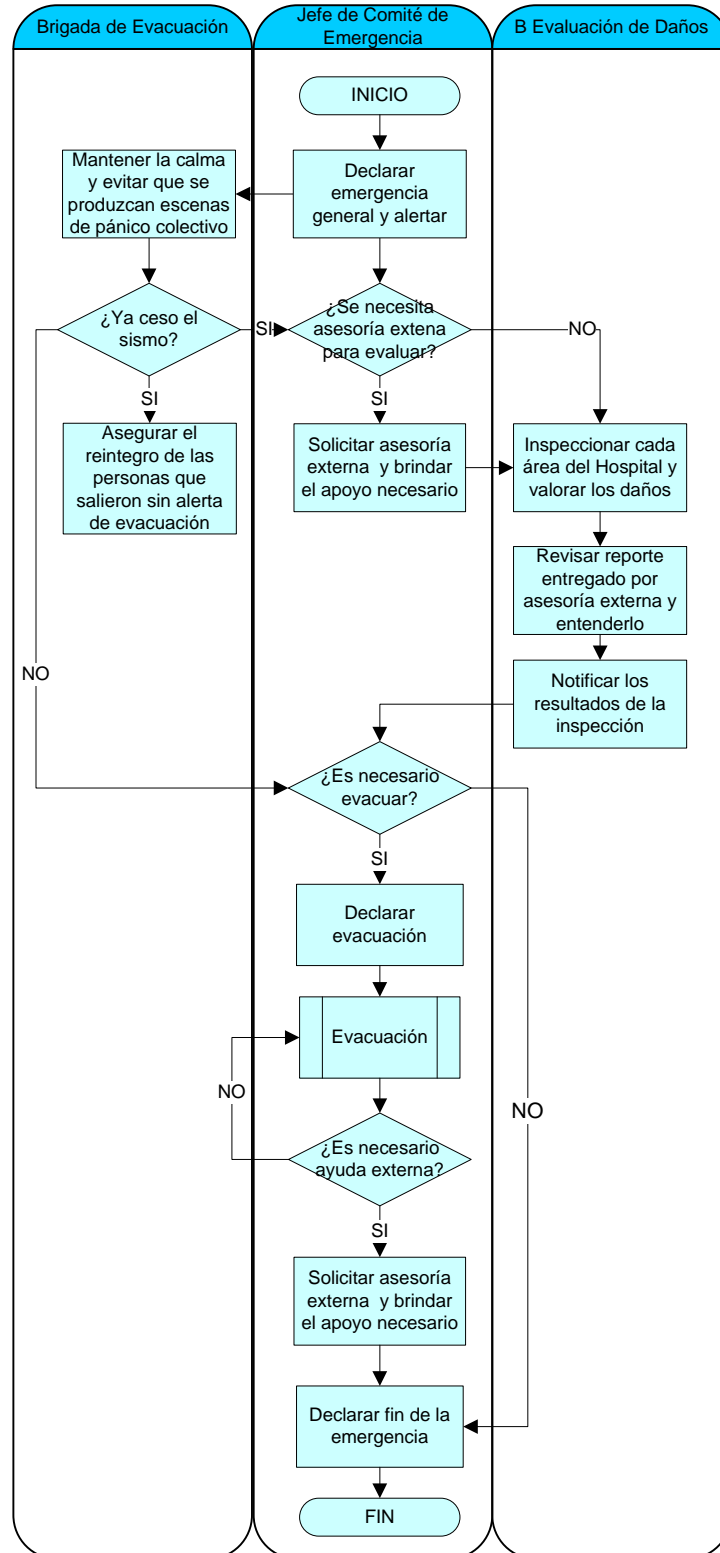 Brigada de Evacuación
Jefe de Comité de
Emergencia
B Evaluación de Daños
INICIO
Mantener la calma
y evitar que se
produzcan escenas
de pánico colectivo
Declarar
emergencia
general y alertar
¿Ya ceso el
sismo?
SI
¿Se necesita
asesoría extena
para evaluar?
NO
SI
SI
Asegurar el
reintegro de las
personas que
salieron sin alerta
de evacuación
Solicitar asesoría
externa y brindar
el apoyo necesario
Inspeccionar cada
área del Hospital y
valorar los daños
Revisar reporte
entregado por
asesoría externa y
entenderlo
NO
Notificar los
resultados de la
inspección
¿Es necesario
evacuar?
SI
Declarar
evacuación
Evacuación
NO
NO
¿Es necesario
ayuda externa?
SI
Solicitar asesoría
externa y brindar
el apoyo necesario
Declarar fin de la
emergencia
FIN